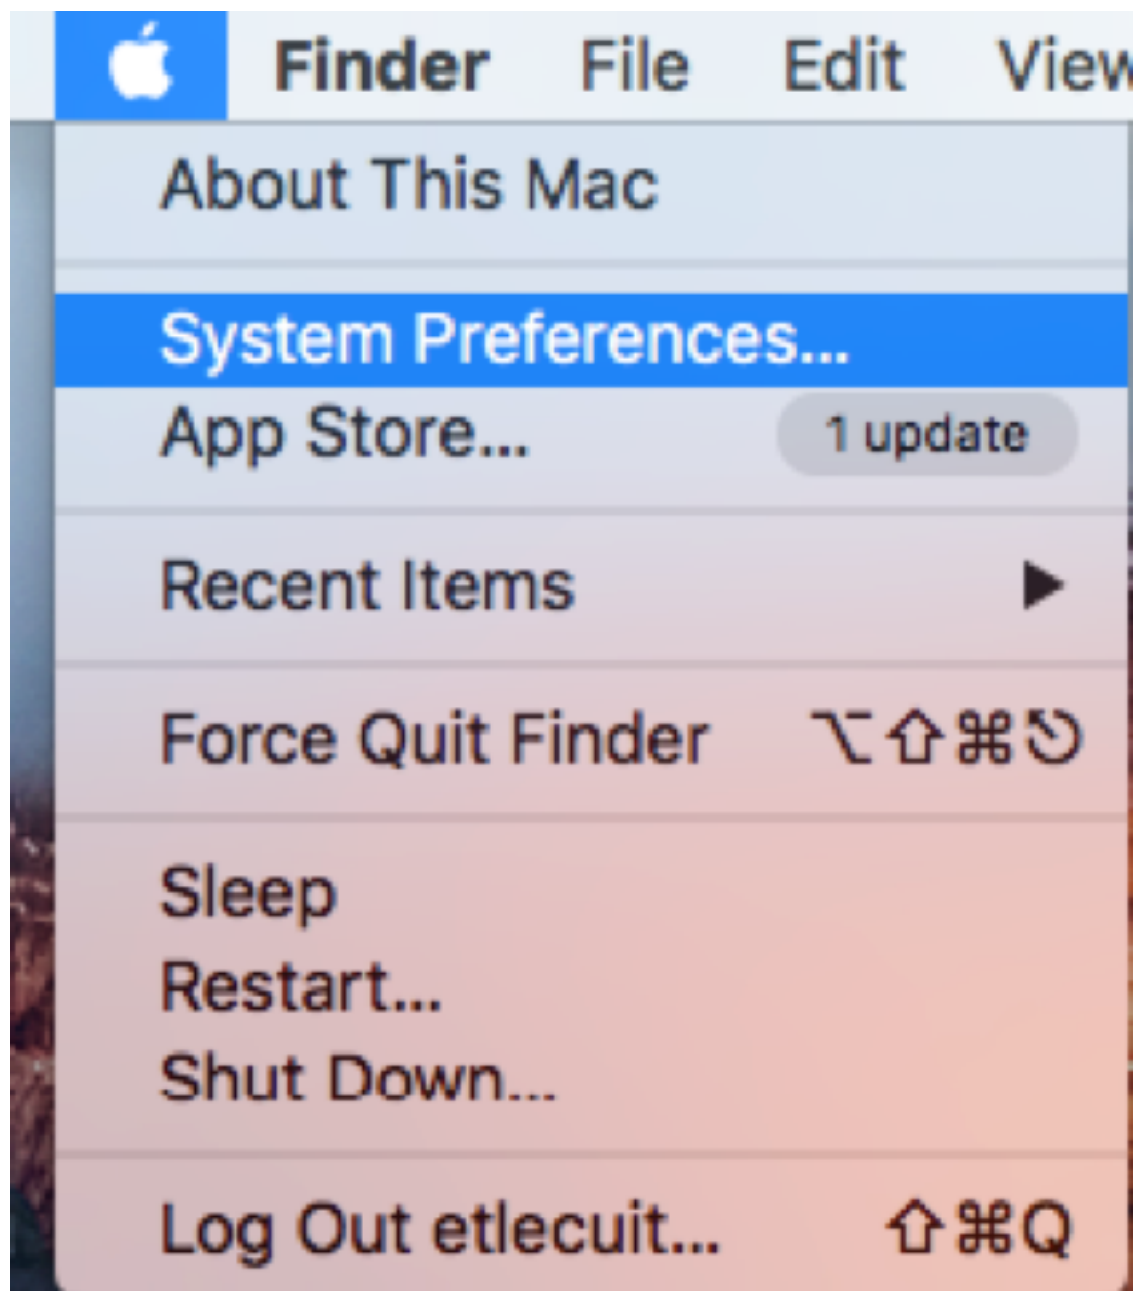 Finder File Edit View
About This Mac
System Preferences...
App Store... 1 update
Recent Items ▶
Force Quit Finder ⌥⇧⌘⎋
Sleep
Restart...
Shut Down...
Log Out etlecuit... ⇧⌘Q